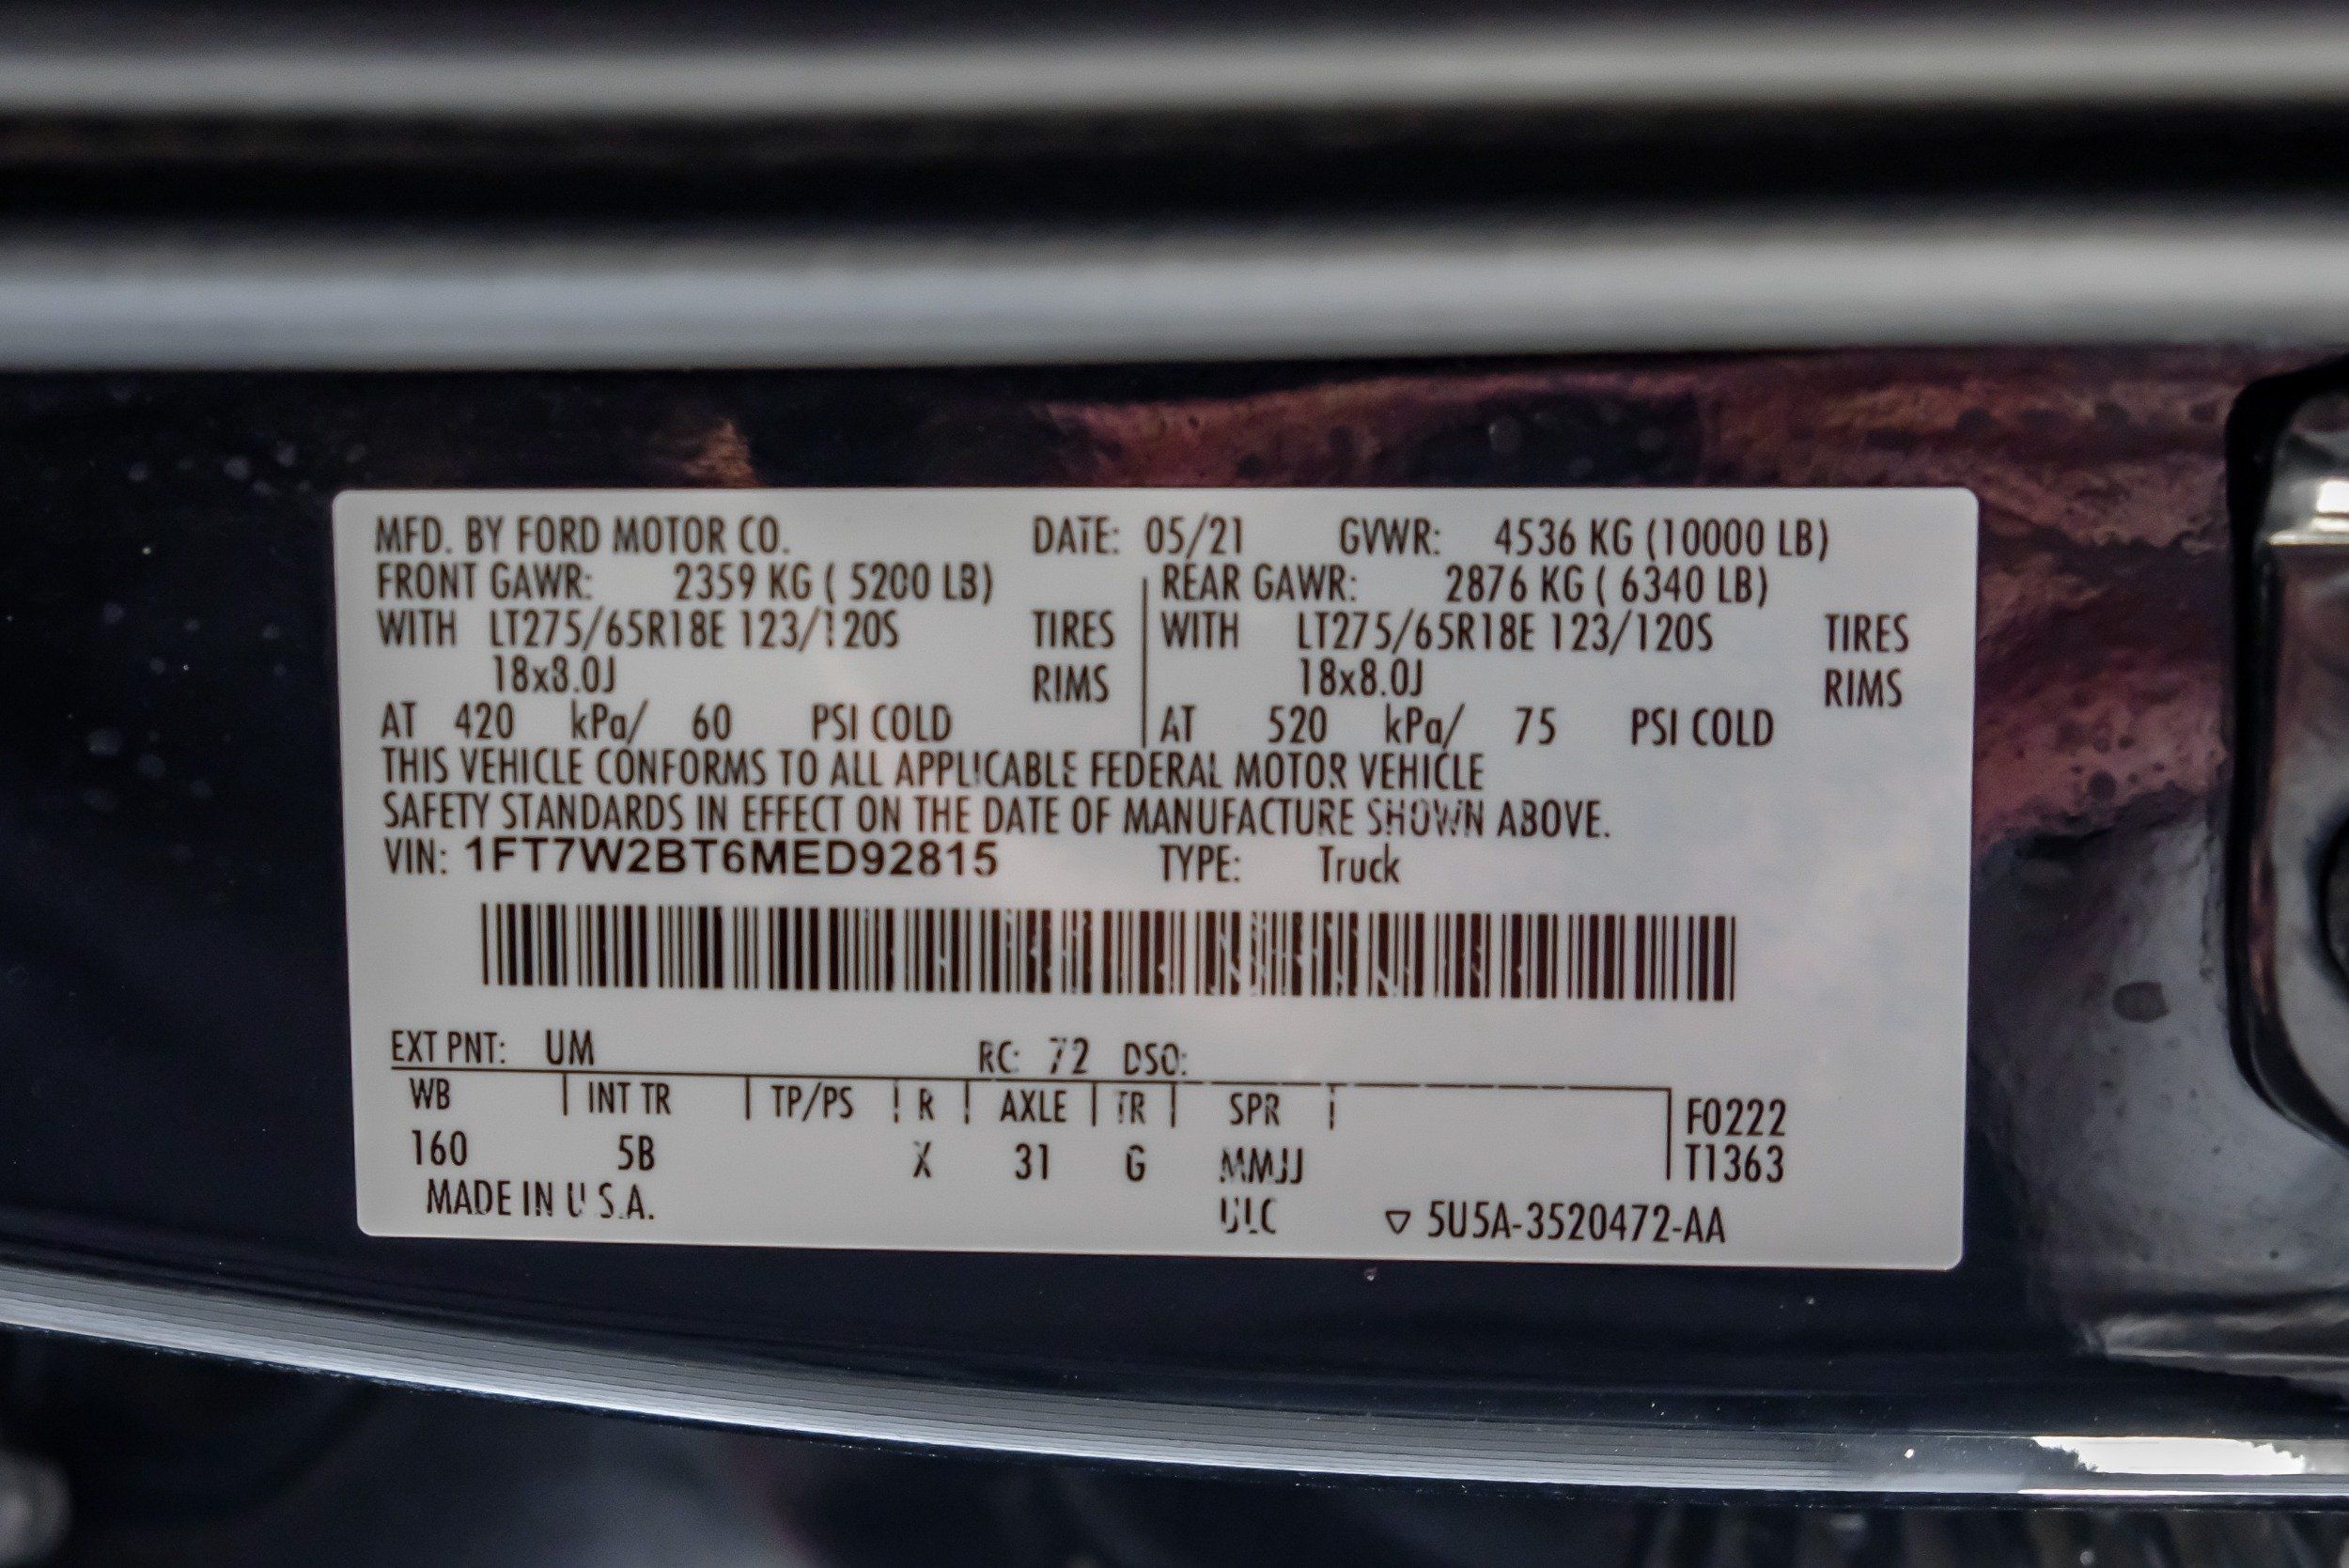 MFD. BY FORD MOTOR CO. DATE: 05/21 GVWR: 4536 KG (10000 LB)
FRONT GAWR: 2359 KG ( 5200 LB) REAR GAWR: 2876 KG ( 6340 LB)
WITH LT275/65R18E 123/120S TIRES WITH LT275/65R18E 123/120S TIRES
18x8.0J RIMS 18x8.0J RIMS
AT 420 kPa/ 60 PSI COLD AT 520 kPa/ 75 PSI COLD
THIS VEHICLE CONFORMS TO ALL APPLICABLE FEDERAL MOTOR VEHICLE
SAFETY STANDARDS IN EFFECT ON THE DATE OF MANUFACTURE SHOWN ABOVE.
VIN: 1FT7W2BT6MED92815 TYPE: Truck
EXT PNT: UM RC: 72 DSO:
WB INT TR TP/PS R AXLE TR SPR F0222
160 5B X 31 G MMJJ T1363
MADE IN U.S.A. ULC ▽ 5U5A-3520472-AA